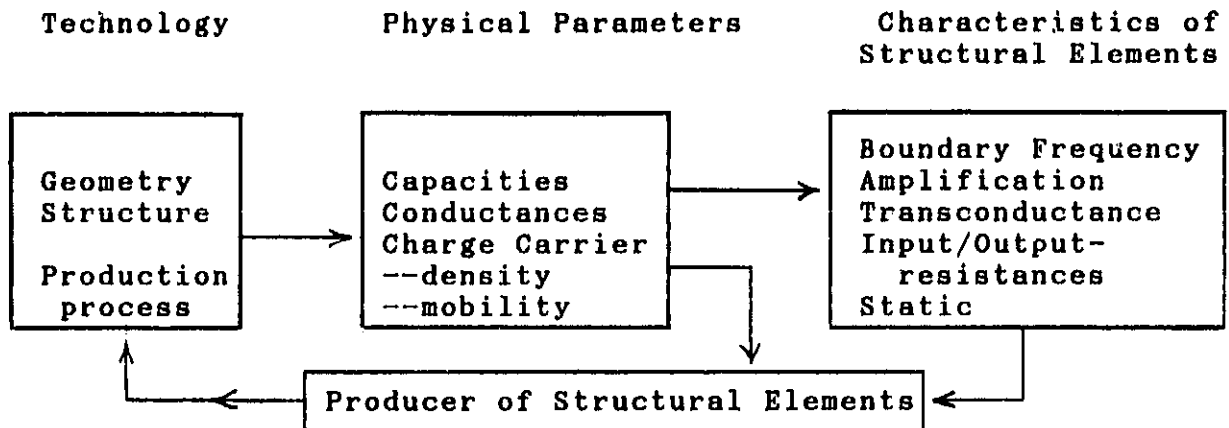 Technology
Physical Parameters
Characteristics of
Structural Elements
Geometry
Structure
Production
process
Capacities
Conductances
Charge Carrier
--density
--mobility
Boundary Frequency
Amplification
Transconductance
Input/Output-
resistances
Static
Producer of Structural Elements